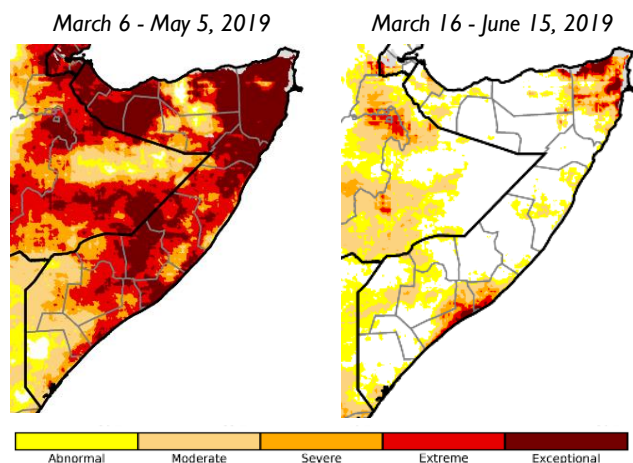 March 6 - May 5, 2019
March 16 - June 15, 2019
Abnormal
Moderate
Severe
Extreme
Exceptional